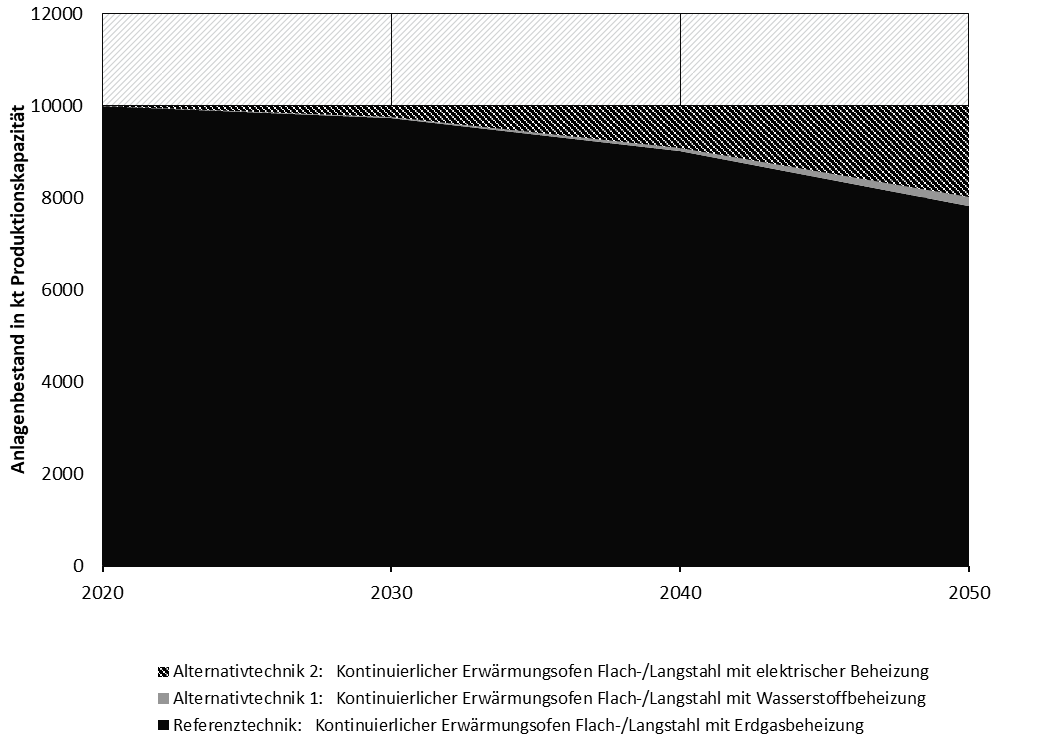 Anlagenbestand in kt Produktionskapazität
12000
10000
8000
6000
4000
2000
0
2020 2030 2040 2050
Alternativtechnik 2: Kontinuierlicher Erwärmungsofen Flach-/Langstahl mit elektrischer Beheizung
Alternativtechnik 1: Kontinuierlicher Erwärmungsofen Flach-/Langstahl mit Wasserstoffbeheizung
Referenztechnik: Kontinuierlicher Erwärmungsofen Flach-/Langstahl mit Erdgasbeheizung